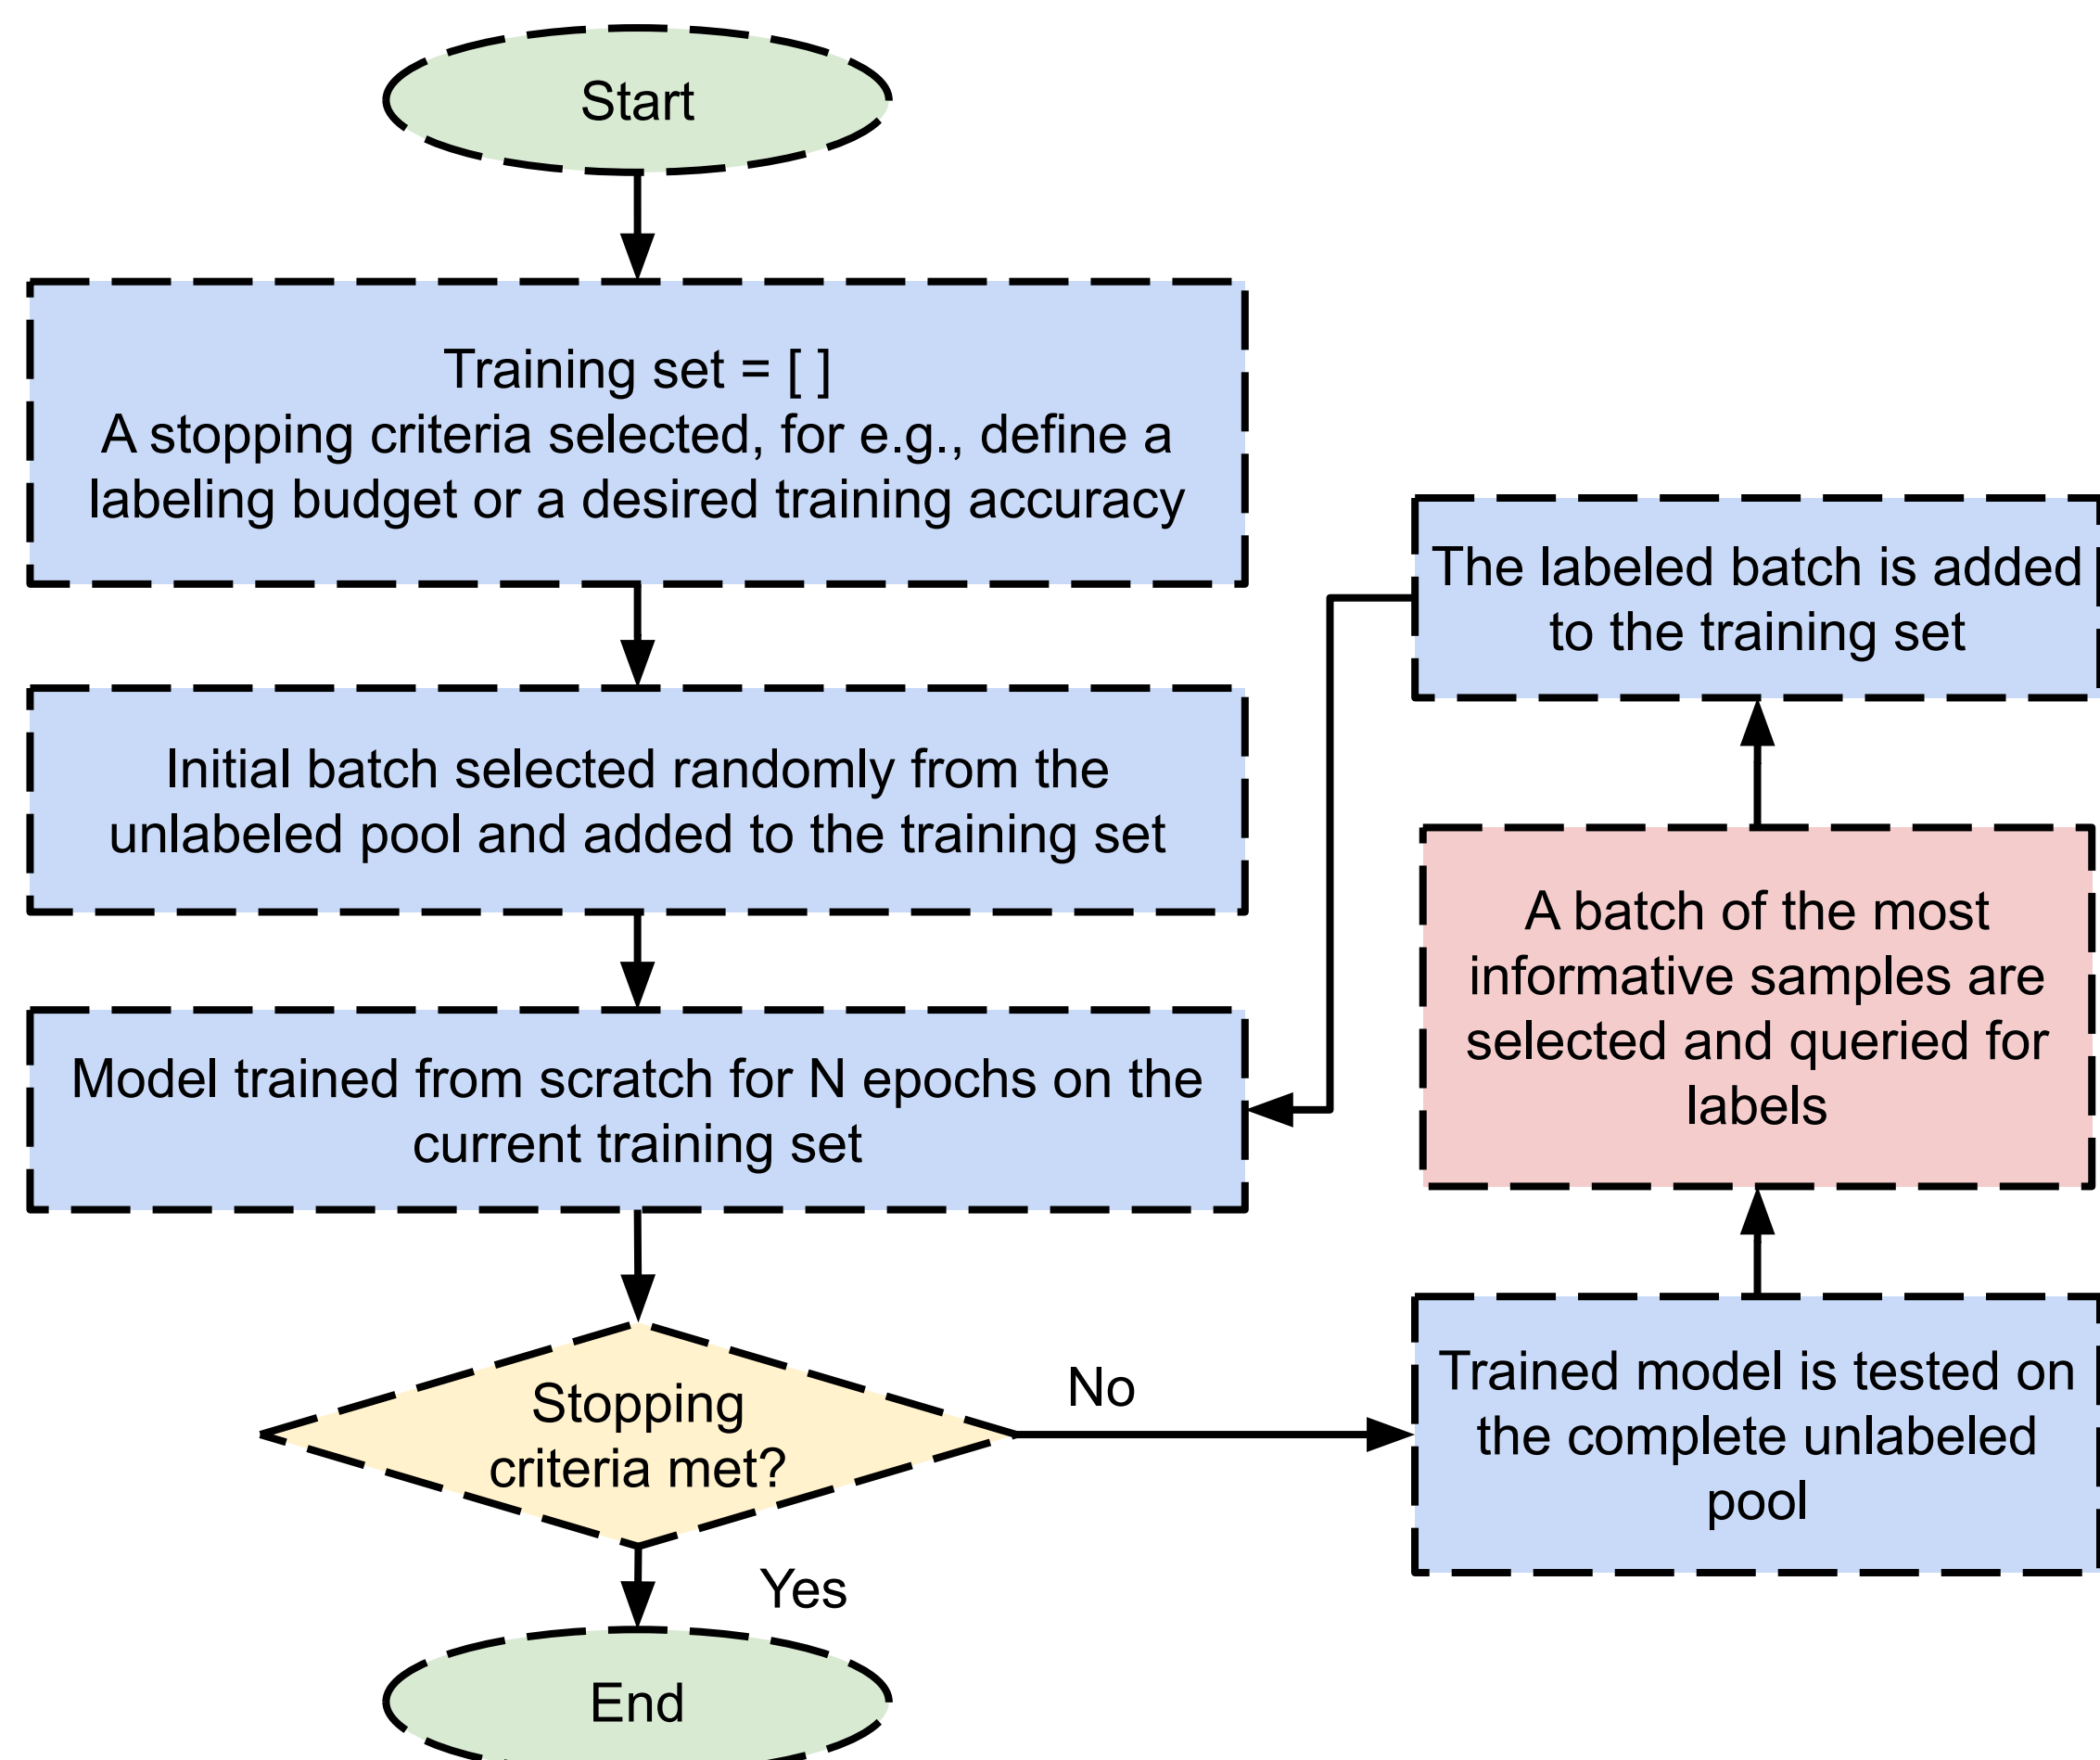 Start
Training set = [ ]
A stopping criteria selected, for e.g., define a
labeling budget or a desired training accuracy
Initial batch selected randomly from the
unlabeled pool and added to the training set
Model trained from scratch for N epochs on the
current training set
Stopping
criteria met?
No
Yes
End
Trained model is tested on
the complete unlabeled
pool
A batch of the most
informative samples are
selected and queried for
labels
The labeled batch is added
to the training set